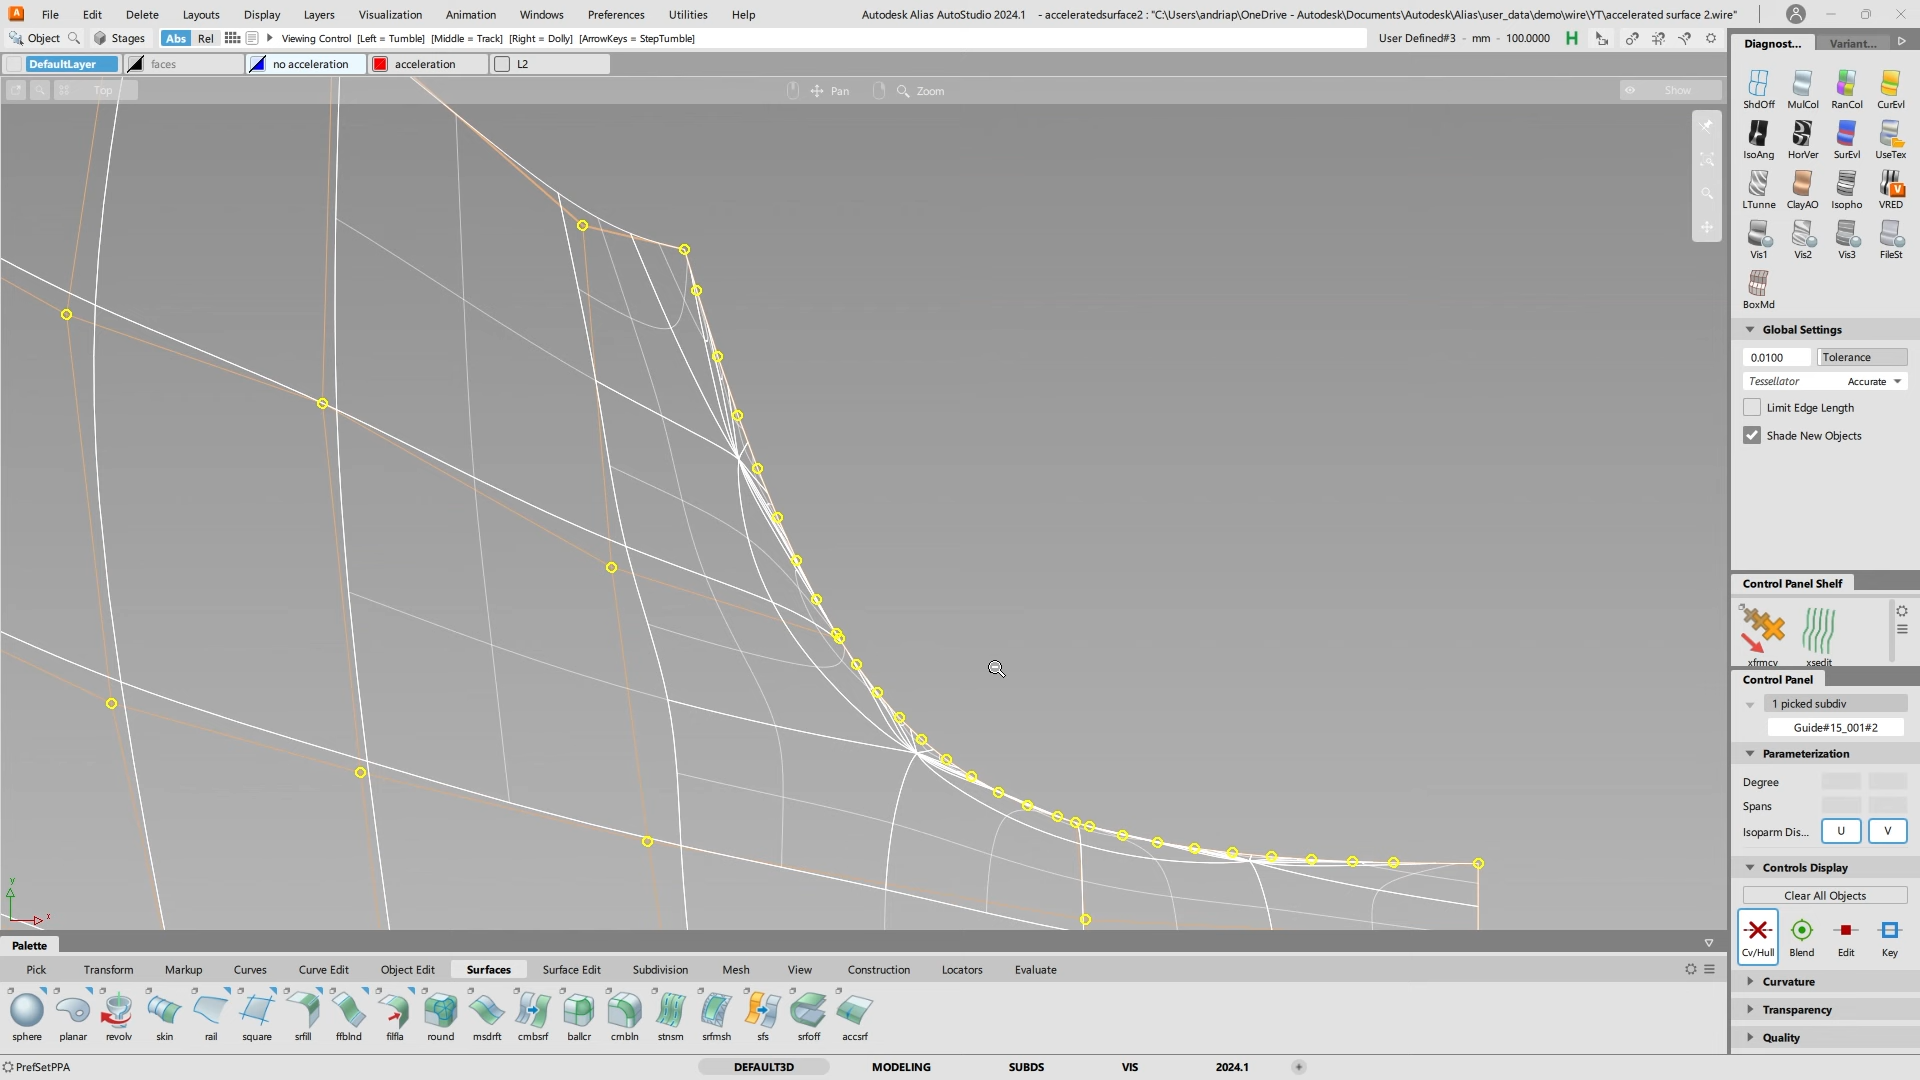 File Edit Delete Layouts Display Layers Visualization Animation Windows Preferences Utilities Help Autodesk Alias AutoStudio 2024.1 - acceleratedsurface2 : "C:\Users\andriap\OneDrive - Autodesk\Documents\Autodesk\Alias\user_data\demo\wire\YT\accelerated surface 2.wire"
Object Stages Abs Rel Viewing Control [Left = Tumble] [Middle = Track] [Right = Dolly] [ArrowKeys = StepTumble] User Defined#3 - mm - 100.0000 H
DefaultLayer faces no acceleration acceleration L2
Top Pan Zoom Show
Diagnost... Variant...
ShdOff MulCol RanCol CurEvl
IsoAng HorVer SurEvl UseTex
LTunne ClayAO Isopho VRED
Vis1 Vis2 Vis3 FileSt
BoxMd
Global Settings
0.0100 Tolerance
Tessellator Accurate
Limit Edge Length
Shade New Objects
Control Panel Shelf
xfrmcv xsedit
Control Panel
1 picked subdiv
Guide#15_001#2
Parameterization
Degree
Spans
Isoparm Dis... U V
Controls Display
Clear All Objects
Cv/Hull Blend Edit Key
Curvature
Transparency
Quality
y
x
Palette
Pick Transform Markup Curves Curve Edit Object Edit Surfaces Surface Edit Subdivision Mesh View Construction Locators Evaluate
sphere planar revolv skin rail square srfill ffblnd filfla round msdrft cmbsrf ballcr crnbln stnsm srfmsh sfs srfoff accsrf
PrefSetPPA DEFAULT3D MODELING SUBDS VIS 2024.1